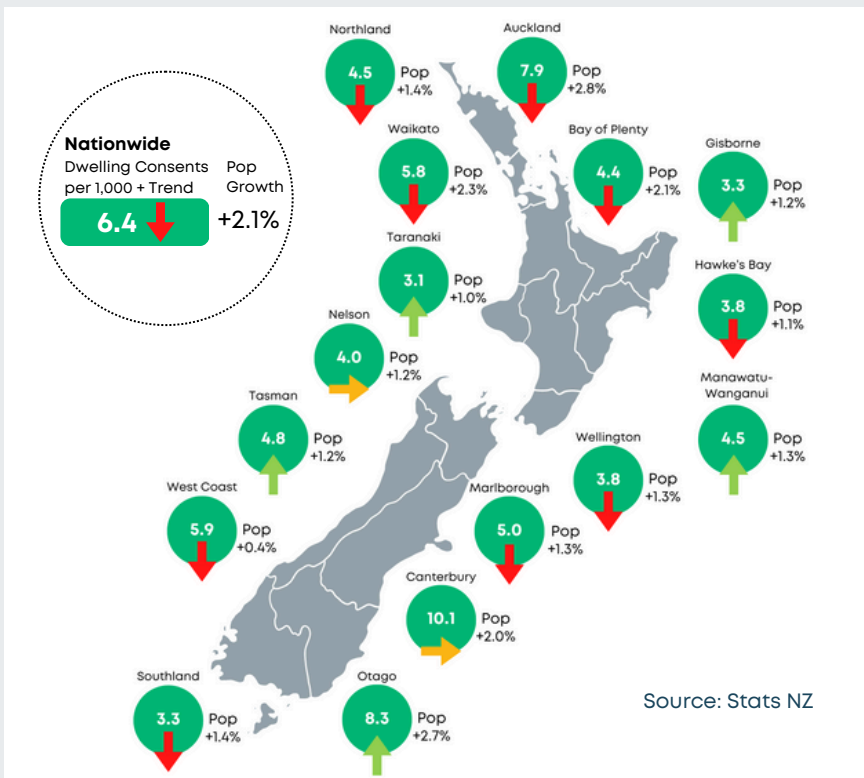 Northland
4.5
Pop
+1.4%
Auckland
7.9
Pop
+2.8%
Nationwide
Dwelling Consents
per 1,000 + Trend
Pop
Growth
6.4
+2.1%
Waikato
5.8
Pop
+2.3%
Bay of Plenty
4.4
Pop
+2.1%
Gisborne
3.3
Pop
+1.2%
Taranaki
3.1
Pop
+1.0%
Hawke's Bay
3.8
Pop
+1.1%
Nelson
4.0
Pop
+1.2%
Manawatu-
Wanganui
4.5
Pop
+1.3%
Tasman
4.8
Pop
+1.2%
Wellington
3.8
Pop
+1.3%
West Coast
5.9
Pop
+0.4%
Marlborough
5.0
Pop
+1.3%
Canterbury
10.1
Pop
+2.0%
Southland
3.3
Pop
+1.4%
Otago
8.3
Pop
+2.7%
Source: Stats NZ